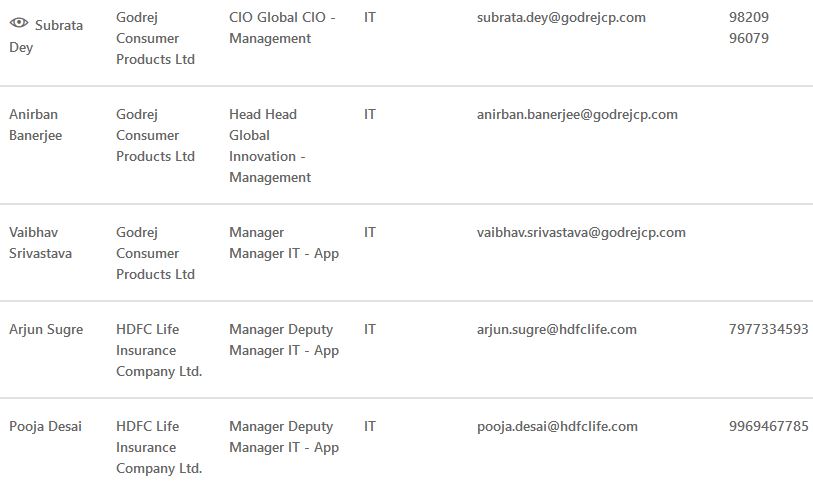 Subrata
Dey
Godrej
Consumer
Products Ltd
CIO Global CIO -
Management
IT
subrata.dey@godrejcp.com
98209
96079
Anirban
Banerjee
Godrej
Consumer
Products Ltd
Head Head
Global
Innovation -
Management
IT
anirban.banerjee@godrejcp.com
Vaibhav
Srivastava
Godrej
Consumer
Products Ltd
Manager
Manager IT - App
IT
vaibhav.srivastava@godrejcp.com
Arjun Sugre
HDFC Life
Insurance
Company Ltd.
Manager Deputy
Manager IT - App
IT
arjun.sugre@hdfclife.com
7977334593
Pooja Desai
HDFC Life
Insurance
Company Ltd.
Manager Deputy
Manager IT - App
IT
pooja.desai@hdfclife.com
9969467785